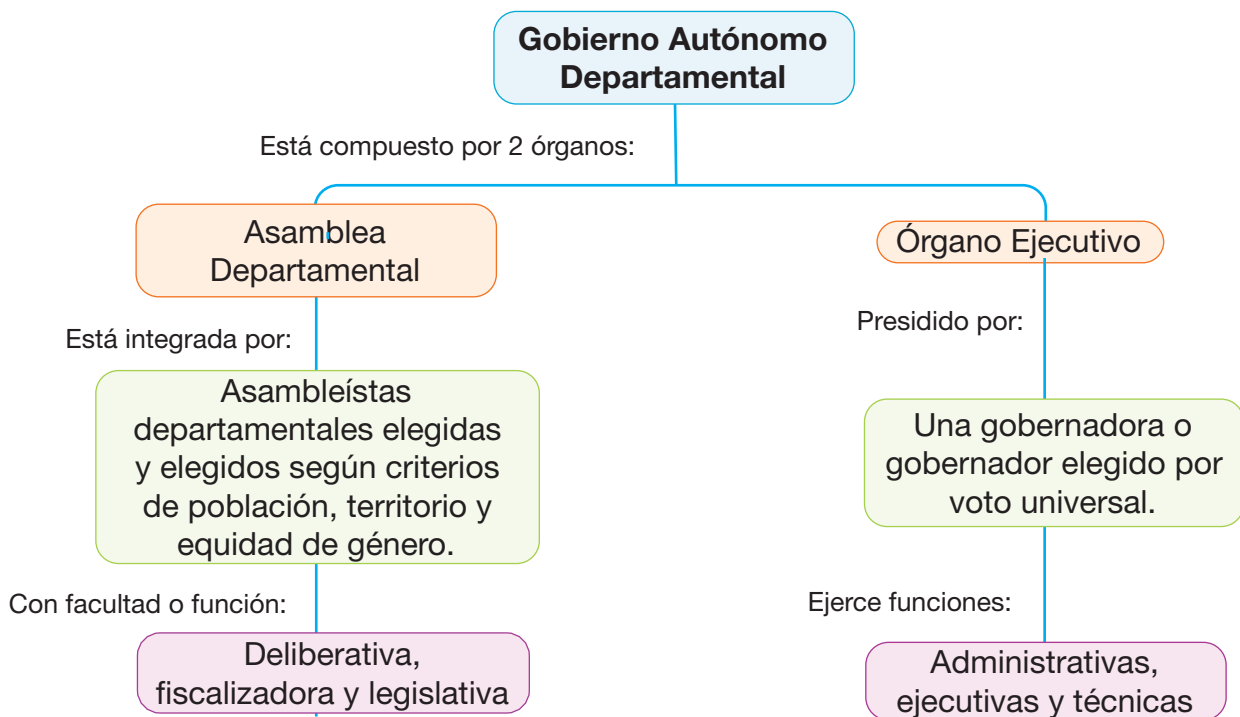 Gobierno Autónomo
Departamental
Está compuesto por 2 órganos:
Asamblea
Departamental
Está integrada por:
Asambleístas
departamentales elegidas
y elegidos según criterios
de población, territorio y
equidad de género.
Con facultad o función:
Deliberativa,
fiscalizadora y legislativa
Órgano Ejecutivo
Presidido por:
Una gobernadora o
gobernador elegido por
voto universal.
Ejerce funciones:
Administrativas,
ejecutivas y técnicas